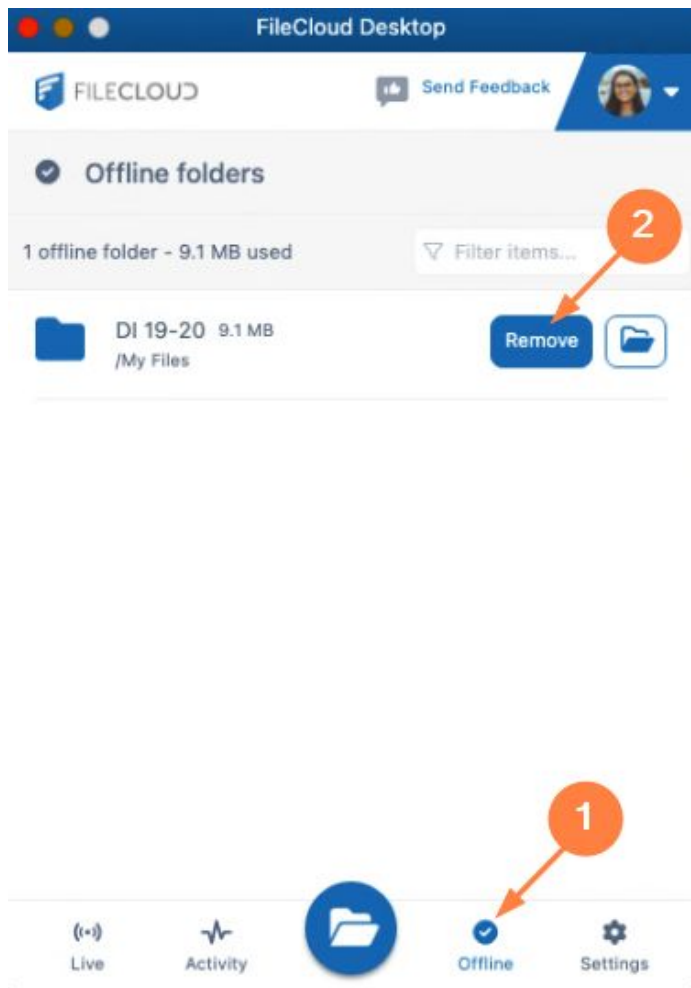 FileCloud Desktop
FILECLOUD
Send Feedback
Offline folders
2
1 offline folder - 9.1 MB used
Filter items...
DI 19-20 9.1 MB
/My Files
Remove
1
Live
Activity
Offline
Settings